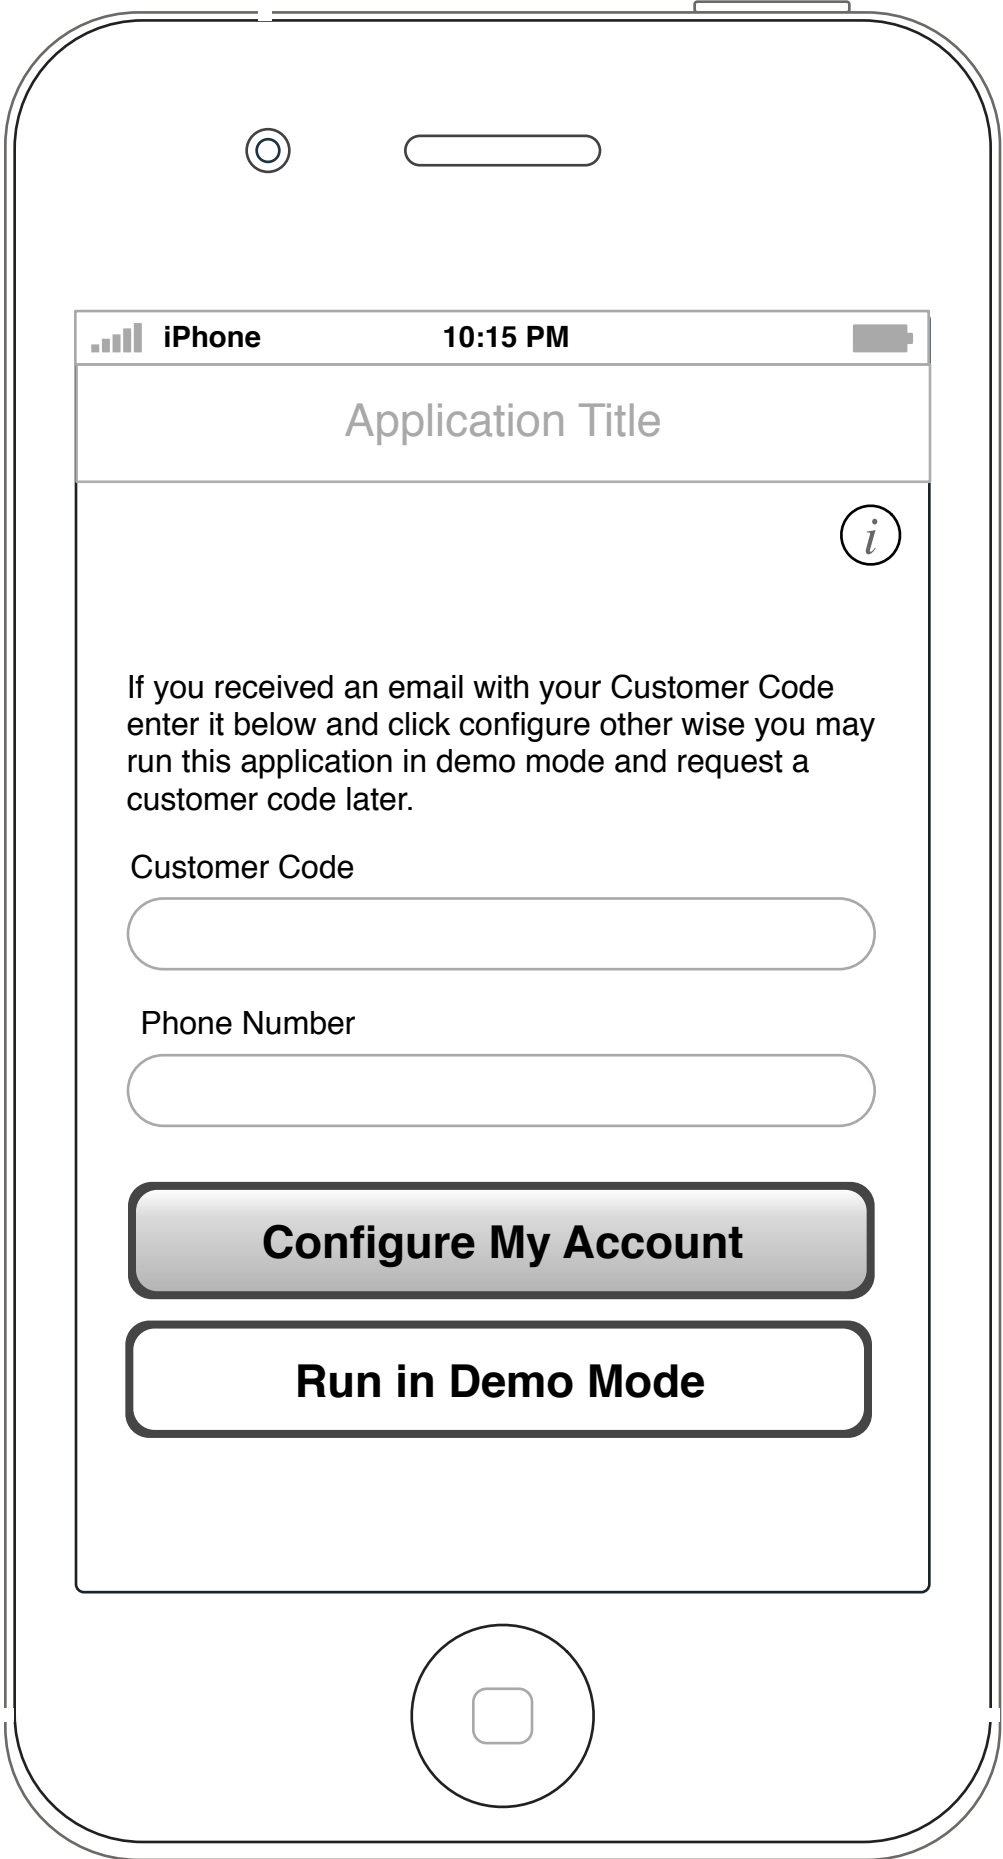 iPhone 10:15 PM
Application Title
i
If you received an email with your Customer Code
enter it below and click configure other wise you may
run this application in demo mode and request a
customer code later.
Customer Code
Phone Number
Configure My Account
Run in Demo Mode